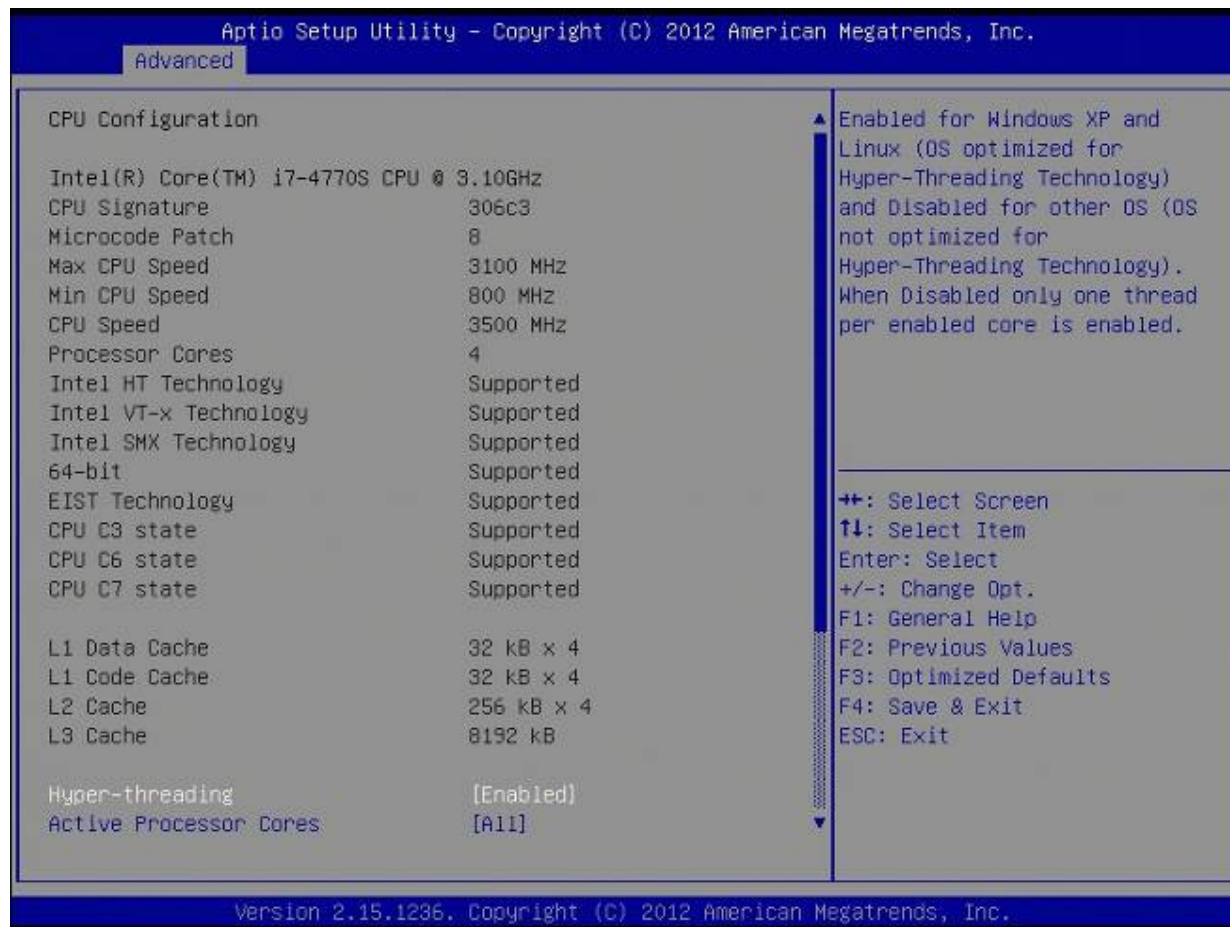 Aptio Setup Utility – Copyright (C) 2012 American Megatrends, Inc.
Advanced
CPU Configuration
Intel(R) Core(TM) i7-4770S CPU @ 3.10GHz
CPU Signature 306c3
Microcode Patch 8
Max CPU Speed 3100 MHz
Min CPU Speed 800 MHz
CPU Speed 3500 MHz
Processor Cores 4
Intel HT Technology Supported
Intel VT-x Technology Supported
Intel SMX Technology Supported
64-bit Supported
EIST Technology Supported
CPU C3 state Supported
CPU C6 state Supported
CPU C7 state Supported
L1 Data Cache 32 kB x 4
L1 Code Cache 32 kB x 4
L2 Cache 256 kB x 4
L3 Cache 8192 kB
Hyper-threading [Enabled]
Active Processor Cores [All]
Enabled for Windows XP and
Linux (OS optimized for
Hyper-Threading Technology)
and Disabled for other OS (OS
not optimized for
Hyper-Threading Technology).
When Disabled only one thread
per enabled core is enabled.
→←: Select Screen
↑↓: Select Item
Enter: Select
+/-: Change Opt.
F1: General Help
F2: Previous Values
F3: Optimized Defaults
F4: Save & Exit
ESC: Exit
Version 2.15.1236. Copyright (C) 2012 American Megatrends, Inc.